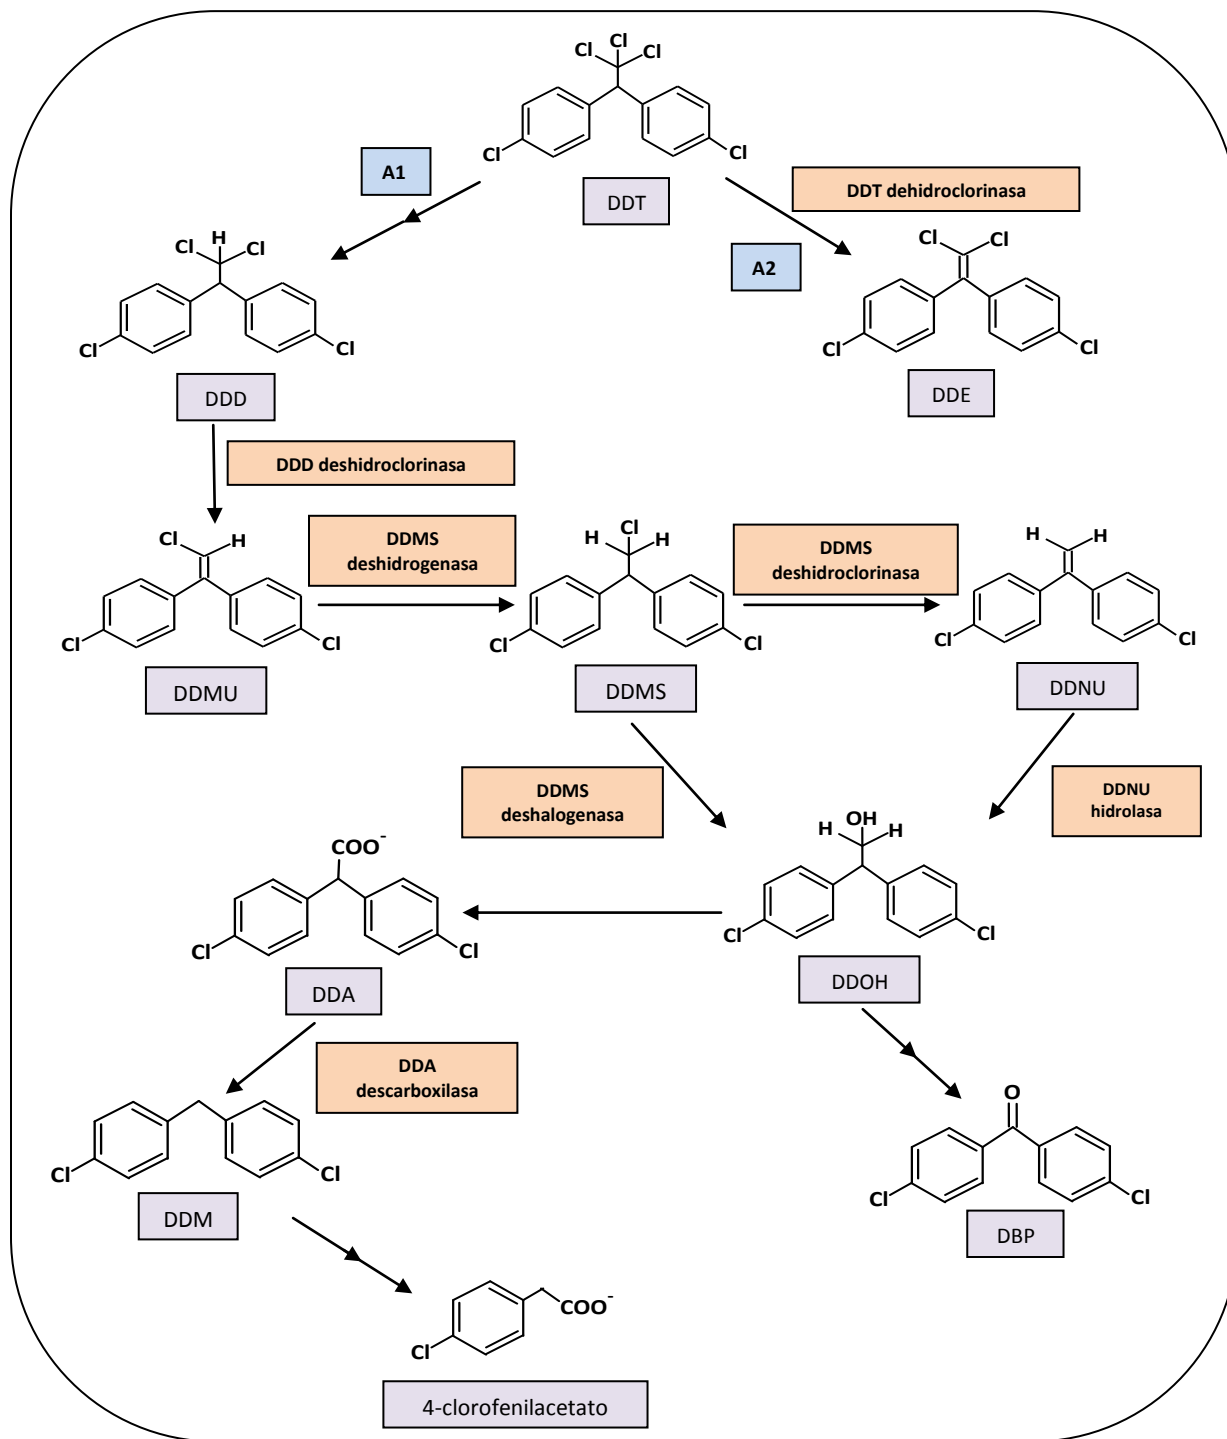 Cl
Cl Cl
Cl Cl
A1
DDT
DDT dehidroclorinasa
H
Cl Cl
Cl Cl
A2
Cl Cl
Cl Cl
DDD
DDE
DDD deshidroclorinasa
Cl H
Cl Cl
DDMU
DDMS
deshidrogenasa
Cl
H H
Cl Cl
DDMS
DDMS
deshidroclorinasa
H H
Cl Cl
DDNU
DDMS
deshalogenasa
DDNU
hidrolasa
COO-
Cl Cl
DDA
OH
H H
Cl Cl
DDOH
DDA
descarboxilasa
Cl Cl
DDM
O
Cl Cl
DBP
COO-
Cl
4-clorofenilacetato